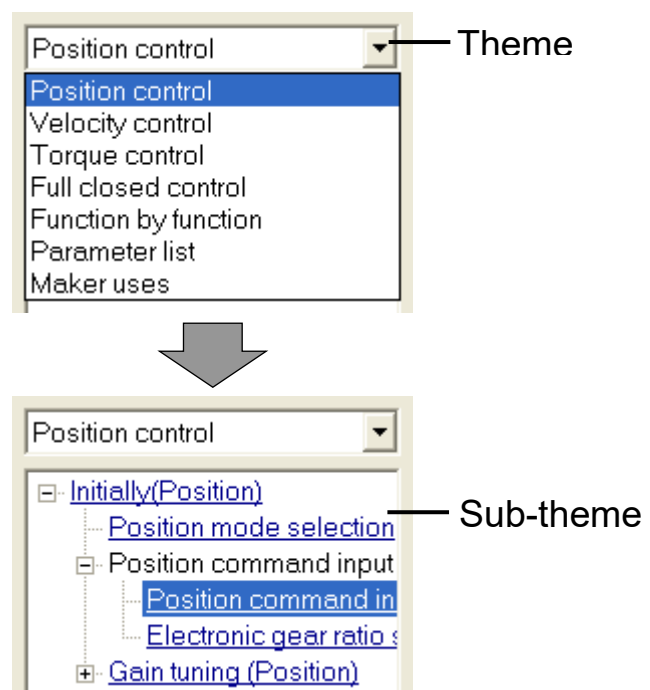 Position control
Theme
Position control
Velocity control
Torque control
Full closed control
Function by function
Parameter list
Maker uses
Position control
Initially(Position)
Sub-theme
Position mode selection
Position command input
Position command in
Electronic gear ratio s
Gain tuning (Position)